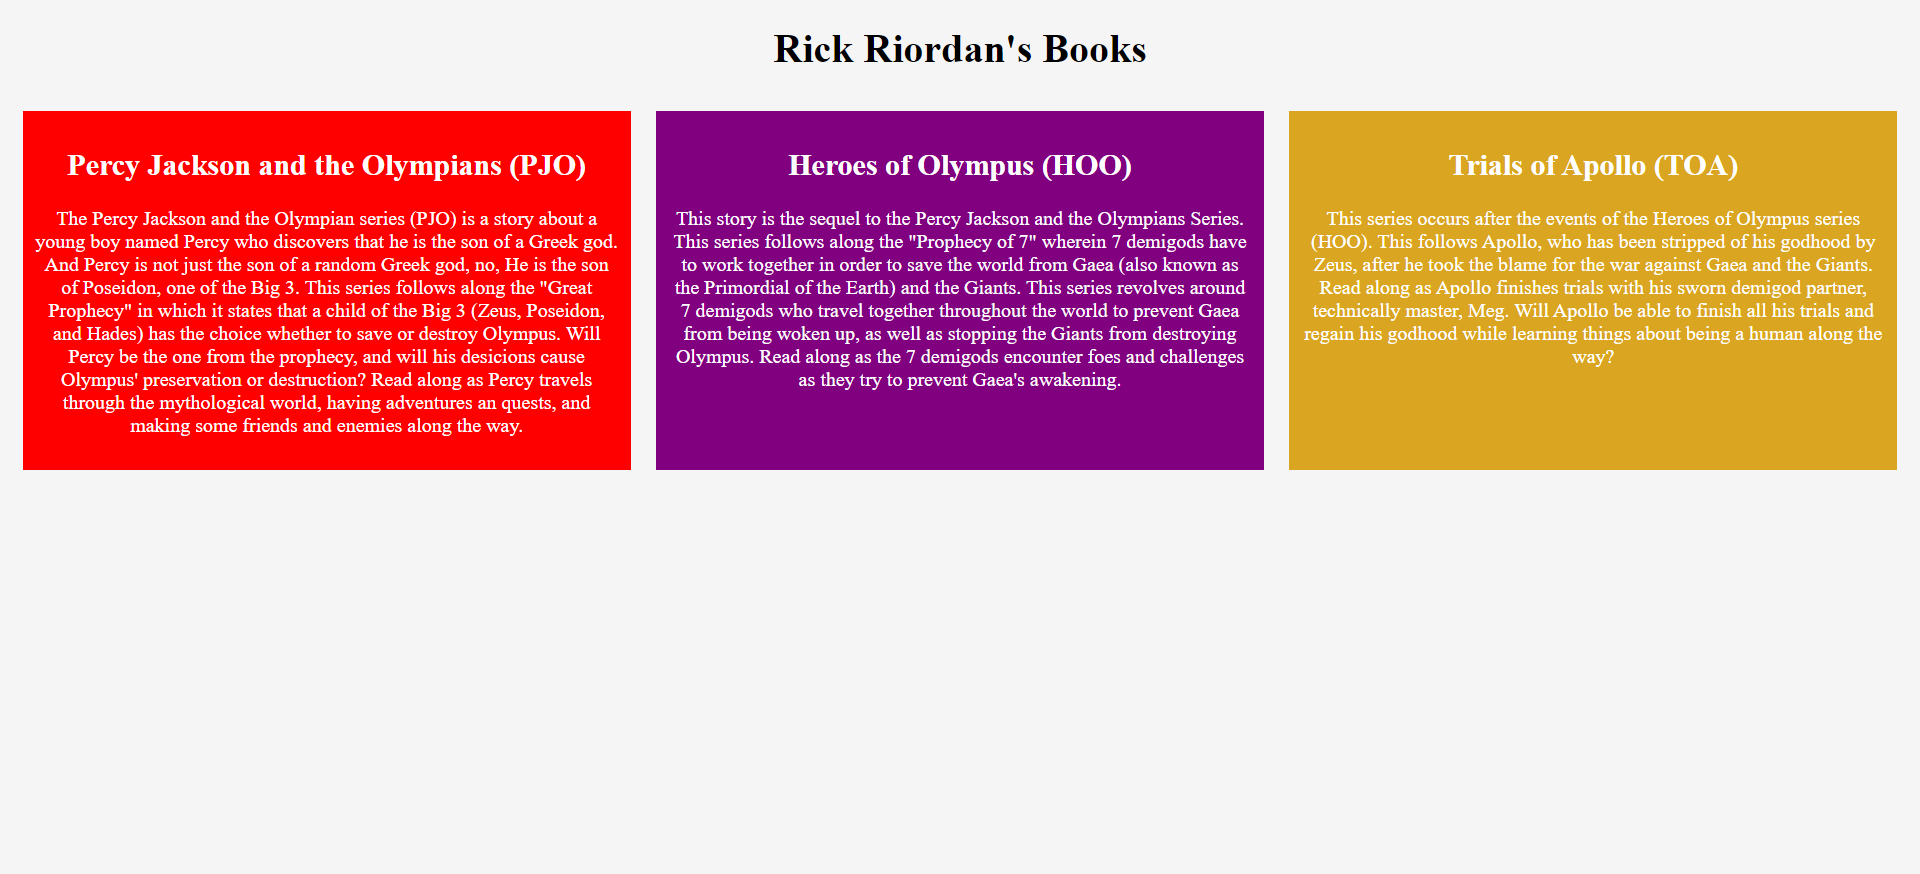 Rick Riordan's Books
Percy Jackson and the Olympians (PJO)
The Percy Jackson and the Olympian series (PJO) is a story about a
young boy named Percy who discovers that he is the son of a Greek god.
And Percy is not just the son of a random Greek god, no, He is the son
of Poseidon, one of the Big 3. This series follows along the "Great
Prophecy" in which it states that a child of the Big 3 (Zeus, Poseidon,
and Hades) has the choice whether to save or destroy Olympus. Will
Percy be the one from the prophecy, and will his desicions cause
Olympus' preservation or destruction? Read along as Percy travels
through the mythological world, having adventures an quests, and
making some friends and enemies along the way.
Heroes of Olympus (HOO)
This story is the sequel to the Percy Jackson and the Olympians Series.
This series follows along the "Prophecy of 7" wherein 7 demigods have
to work together in order to save the world from Gaea (also known as
the Primordial of the Earth) and the Giants. This series revolves around
7 demigods who travel together throughout the world to prevent Gaea
from being woken up, as well as stopping the Giants from destroying
Olympus. Read along as the 7 demigods encounter foes and challenges
as they try to prevent Gaea's awakening.
Trials of Apollo (TOA)
This series occurs after the events of the Heroes of Olympus series
(HOO). This follows Apollo, who has been stripped of his godhood by
Zeus, after he took the blame for the war against Gaea and the Giants.
Read along as Apollo finishes trials with his sworn demigod partner,
technically master, Meg. Will Apollo be able to finish all his trials and
regain his godhood while learning things about being a human along the
way?